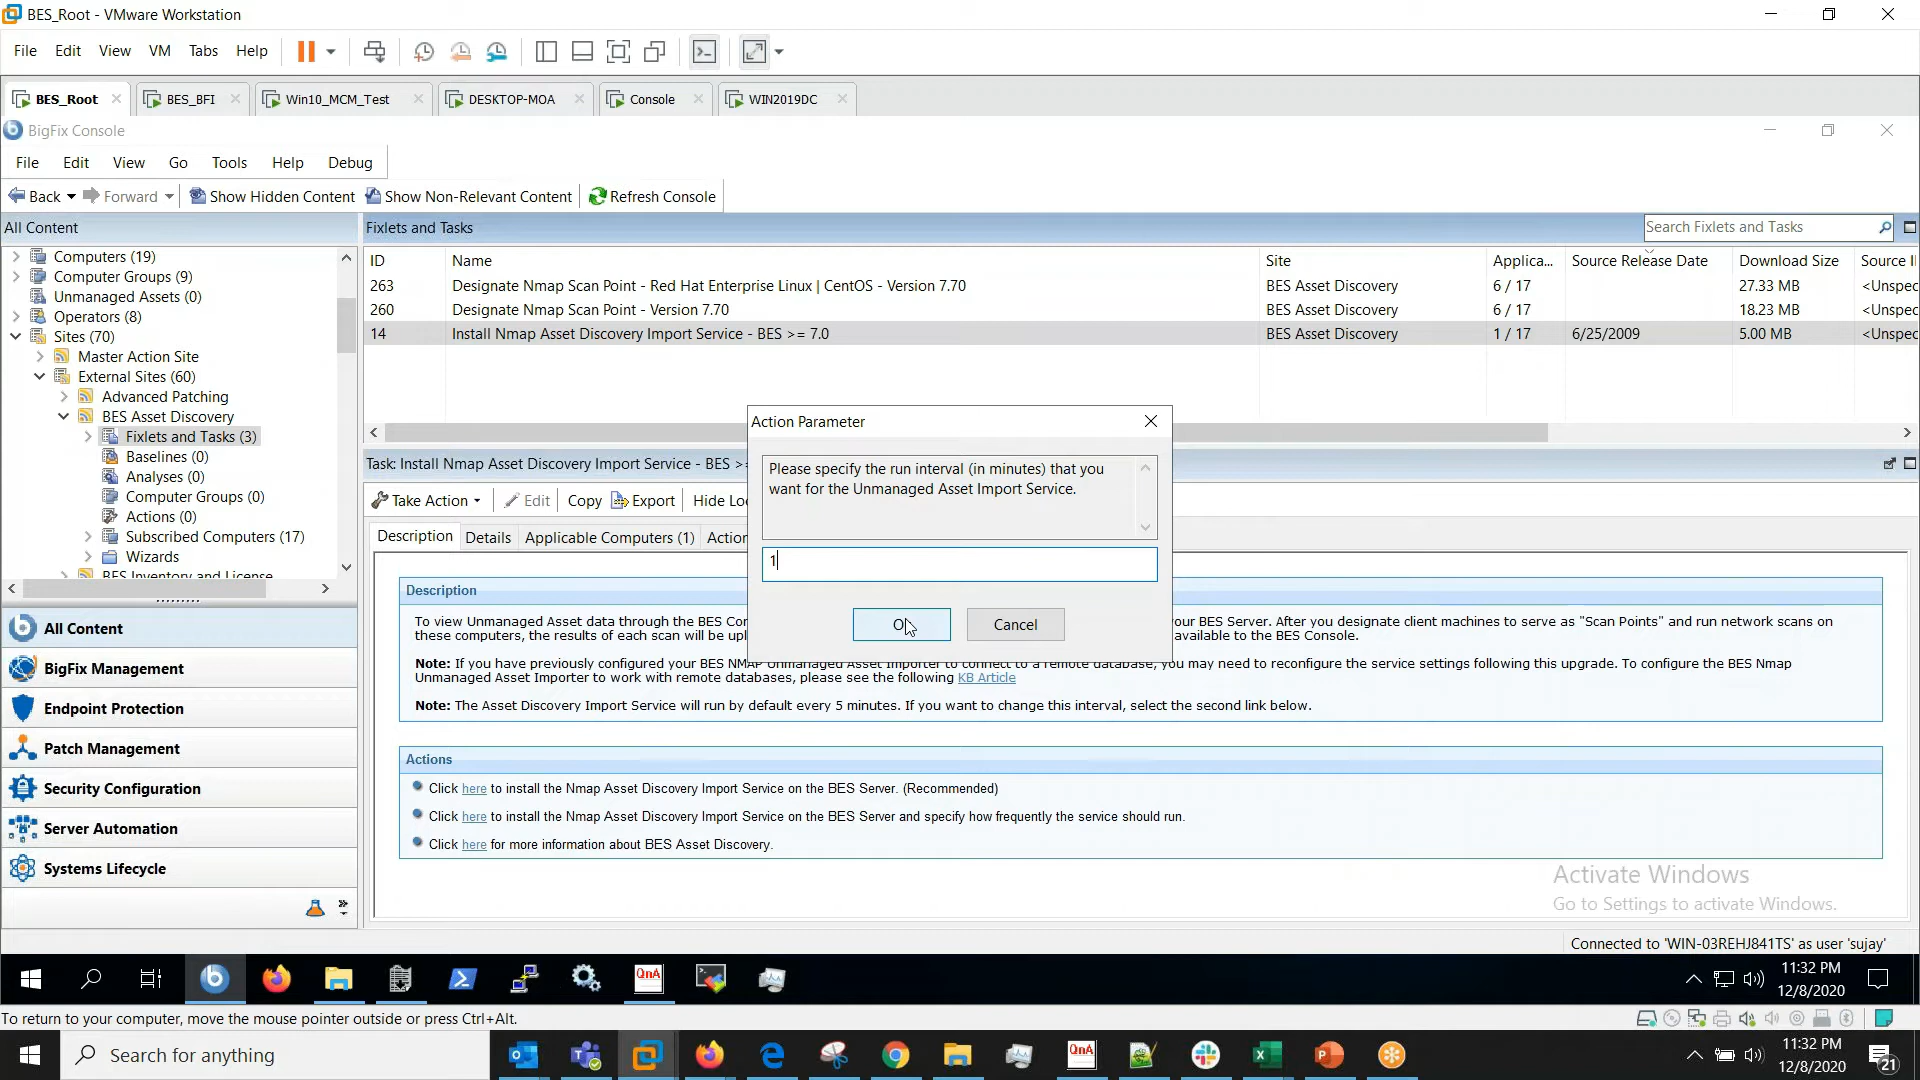 BES_Root - VMware Workstation
File Edit View VM Tabs Help
BES_Root BES_BFI Win10_MCM_Test DESKTOP-MOA Console WIN2019DC
BigFix Console
File Edit View Go Tools Help Debug
Back Forward Show Hidden Content Show Non-Relevant Content Refresh Console
All Content
Computers (19)
Computer Groups (9)
Unmanaged Assets (0)
Operators (8)
Sites (70)
Master Action Site
External Sites (60)
Advanced Patching
BES Asset Discovery
Fixlets and Tasks (3)
Baselines (0)
Analyses (0)
Computer Groups (0)
Actions (0)
Subscribed Computers (17)
Wizards
BES Inventory and License
All Content
BigFix Management
Endpoint Protection
Patch Management
Security Configuration
Server Automation
Systems Lifecycle
Fixlets and Tasks Search Fixlets and Tasks
ID Name Site Applica... Source Release Date Download Size Source I
263 Designate Nmap Scan Point - Red Hat Enterprise Linux | CentOS - Version 7.70 BES Asset Discovery 6 / 17 27.33 MB <Unspec
260 Designate Nmap Scan Point - Version 7.70 BES Asset Discovery 6 / 17 18.23 MB <Unspec
14 Install Nmap Asset Discovery Import Service - BES >= 7.0 BES Asset Discovery 1 / 17 6/25/2009 5.00 MB <Unspec
Task: Install Nmap Asset Discovery Import Service - BES >=
Take Action Edit Copy Export Hide Loc
Description Details Applicable Computers (1) Action
Action Parameter
Please specify the run interval (in minutes) that you
want for the Unmanaged Asset Import Service.
1
O Cancel
Description
To view Unmanaged Asset data through the BES Con our BES Server. After you designate client machines to serve as "Scan Points" and run network scans on
these computers, the results of each scan will be upl available to the BES Console.
Note: If you have previously configured your BES NMAP Unmanaged Asset Importer to connect to a remote database, you may need to reconfigure the service settings following this upgrade. To configure the BES Nmap
Unmanaged Asset Importer to work with remote databases, please see the following KB Article
Note: The Asset Discovery Import Service will run by default every 5 minutes. If you want to change this interval, select the second link below.
Actions
Click here to install the Nmap Asset Discovery Import Service on the BES Server. (Recommended)
Click here to install the Nmap Asset Discovery Import Service on the BES Server and specify how frequently the service should run.
Click here for more information about BES Asset Discovery.
Activate Windows
Go to Settings to activate Windows.
Connected to 'WIN-03REHJ841TS' as user 'sujay'
QnA
11:32 PM
12/8/2020
To return to your computer, move the mouse pointer outside or press Ctrl+Alt.
Search for anything
QnA
11:32 PM
12/8/2020
21